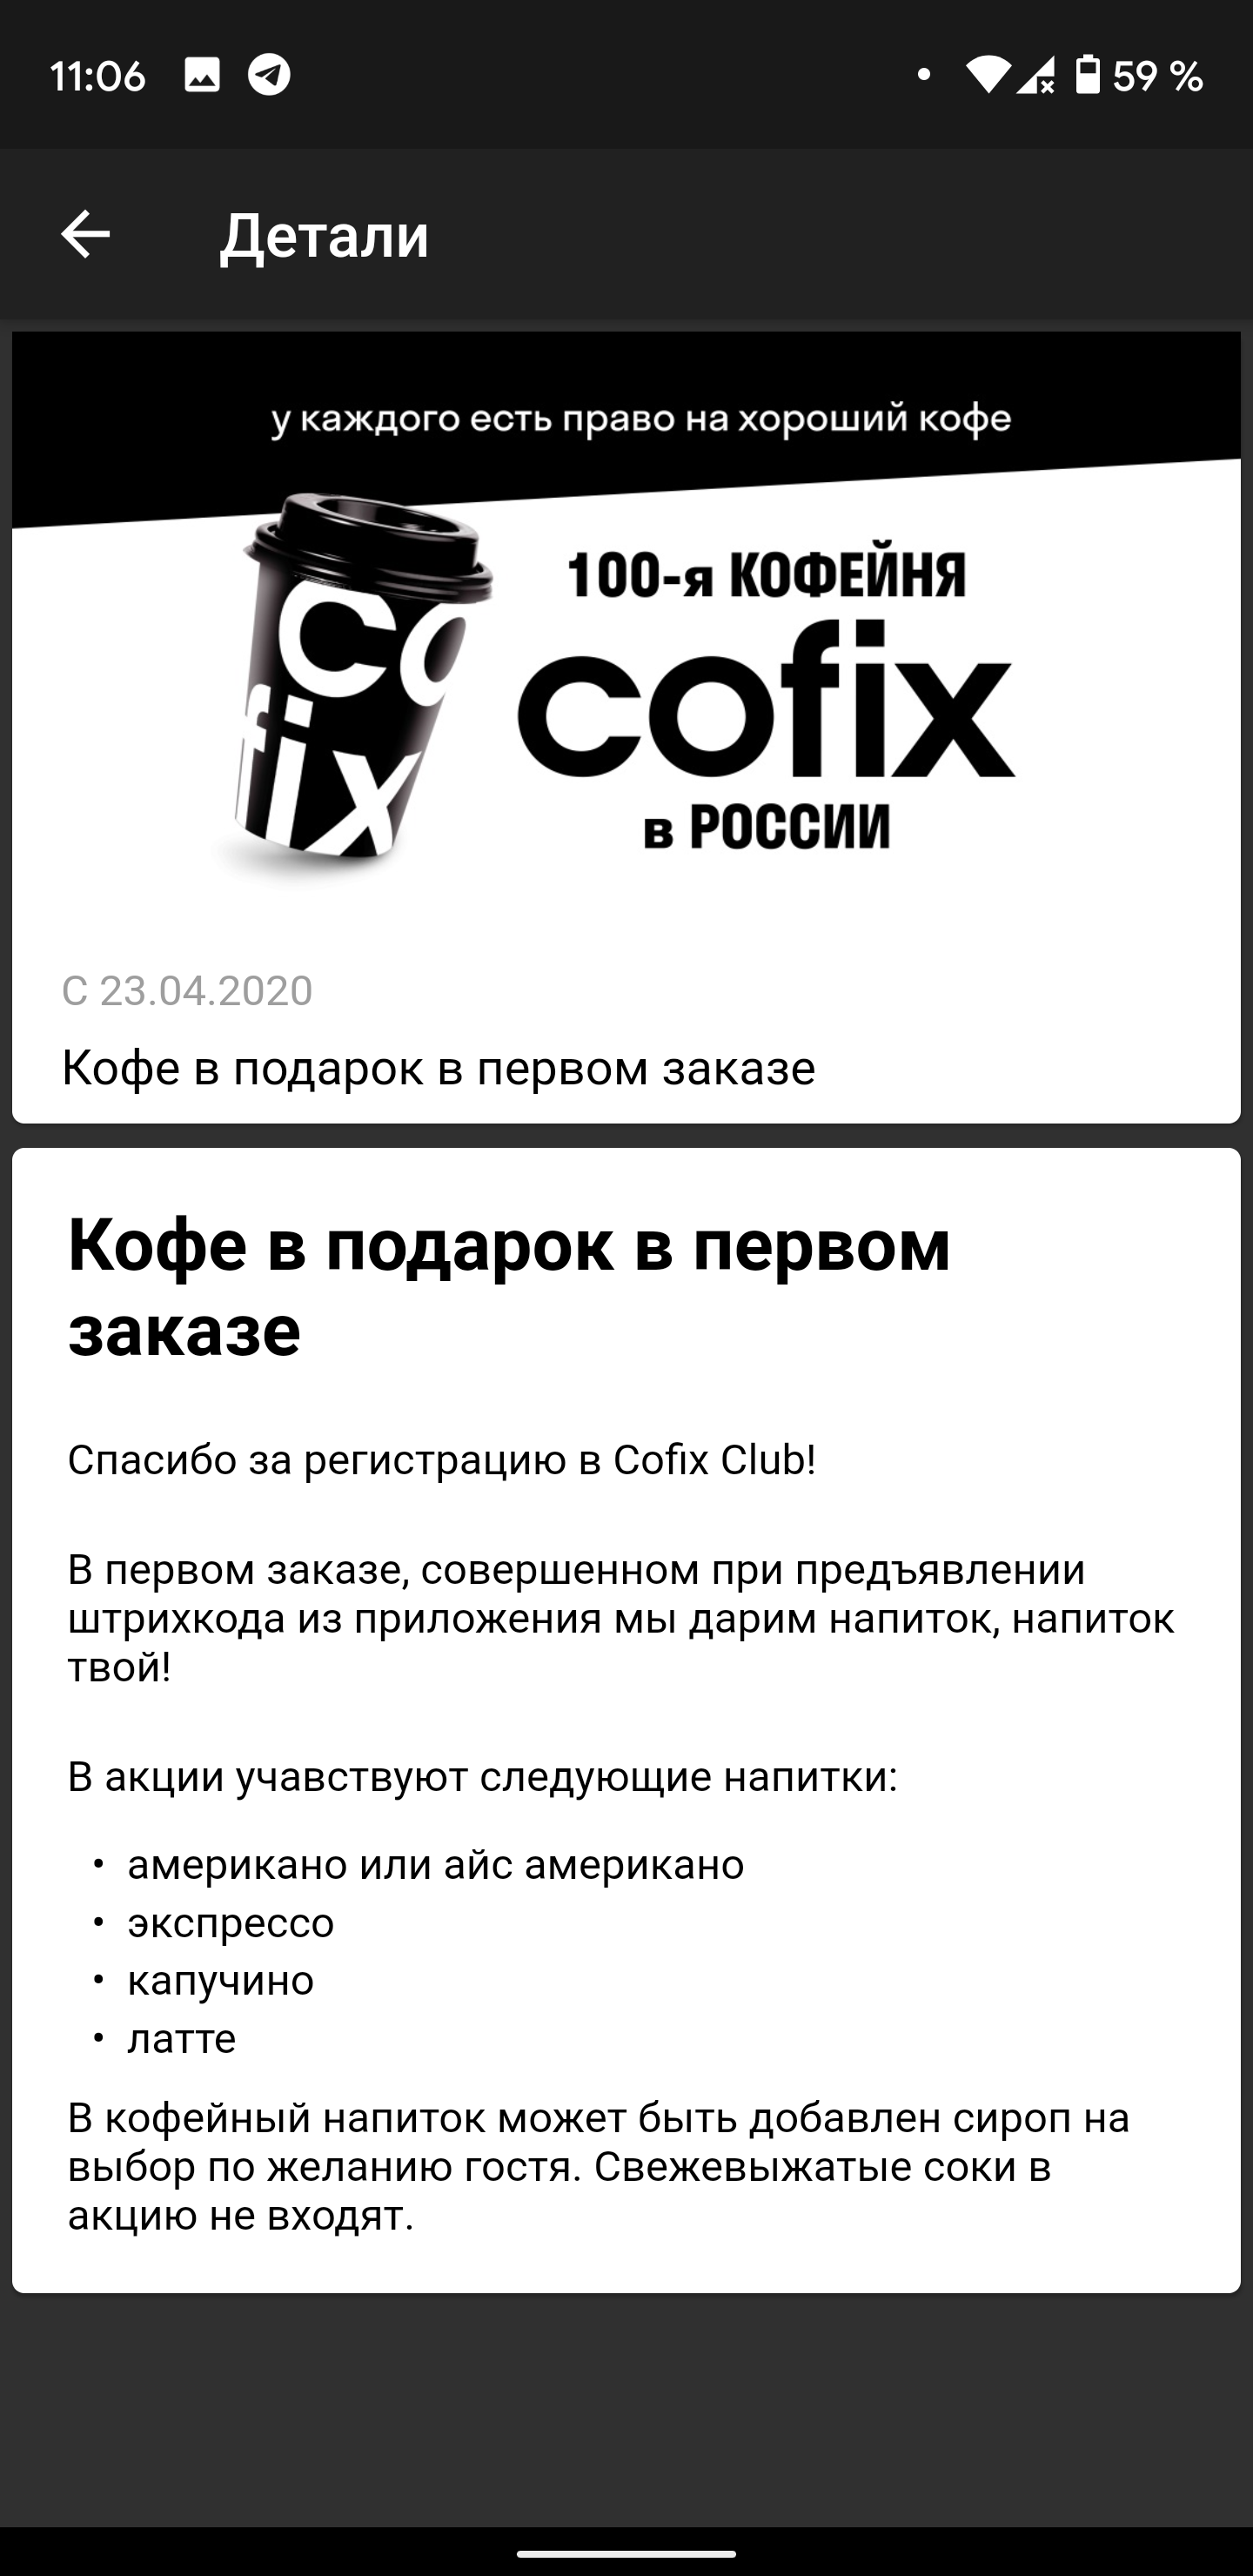 11:06
59 %
Детали
у каждого есть право на хороший кофе
100-я КОФЕЙНЯ
cofix
в РОССИИ
co
fix
С 23.04.2020
Кофе в подарок в первом заказе
Кофе в подарок в первом
заказе
Спасибо за регистрацию в Cofix Club!
В первом заказе, совершенном при предъявлении
штрихкода из приложения мы дарим напиток, напиток
твой!
В акции учавствуют следующие напитки:
• американо или айс американо
• экспрессо
• капучино
• латте
В кофейный напиток может быть добавлен сироп на
выбор по желанию гостя. Свежевыжатые соки в
акцию не входят.